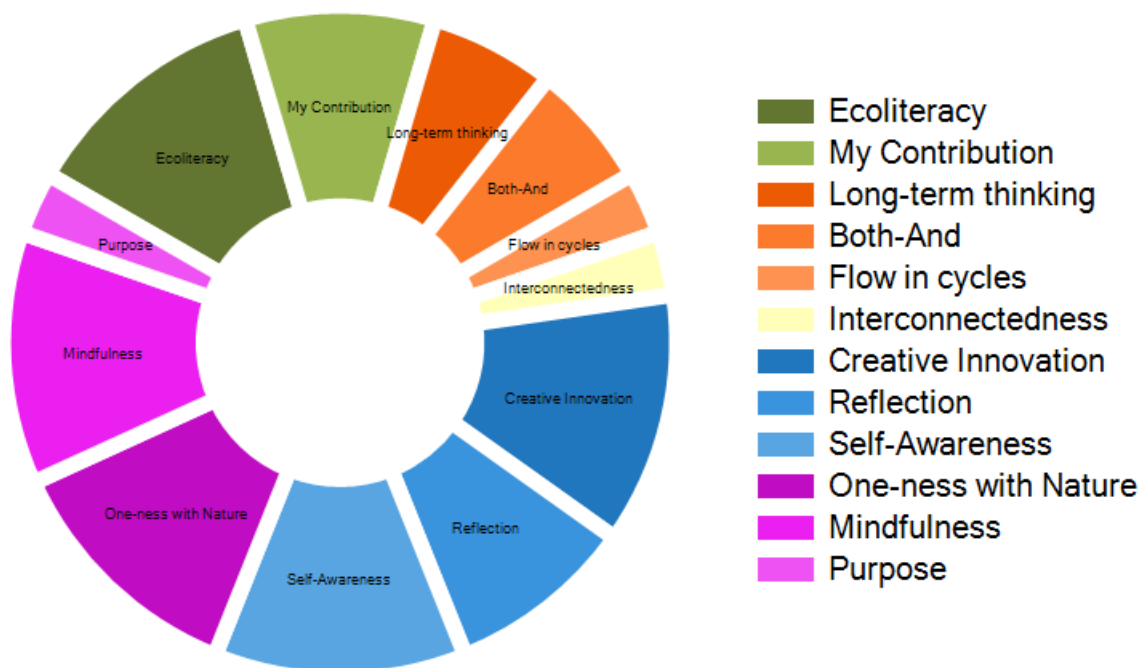 My Contribution
Long-term thinking
Ecoliteracy
Both-And
Purpose
Flow in cycles
Interconnectedness
Mindfulness
Creative Innovation
One-ness with Nature
Reflection
Self-Awareness
Ecoliteracy
My Contribution
Long-term thinking
Both-And
Flow in cycles
Interconnectedness
Creative Innovation
Reflection
Self-Awareness
One-ness with Nature
Mindfulness
Purpose